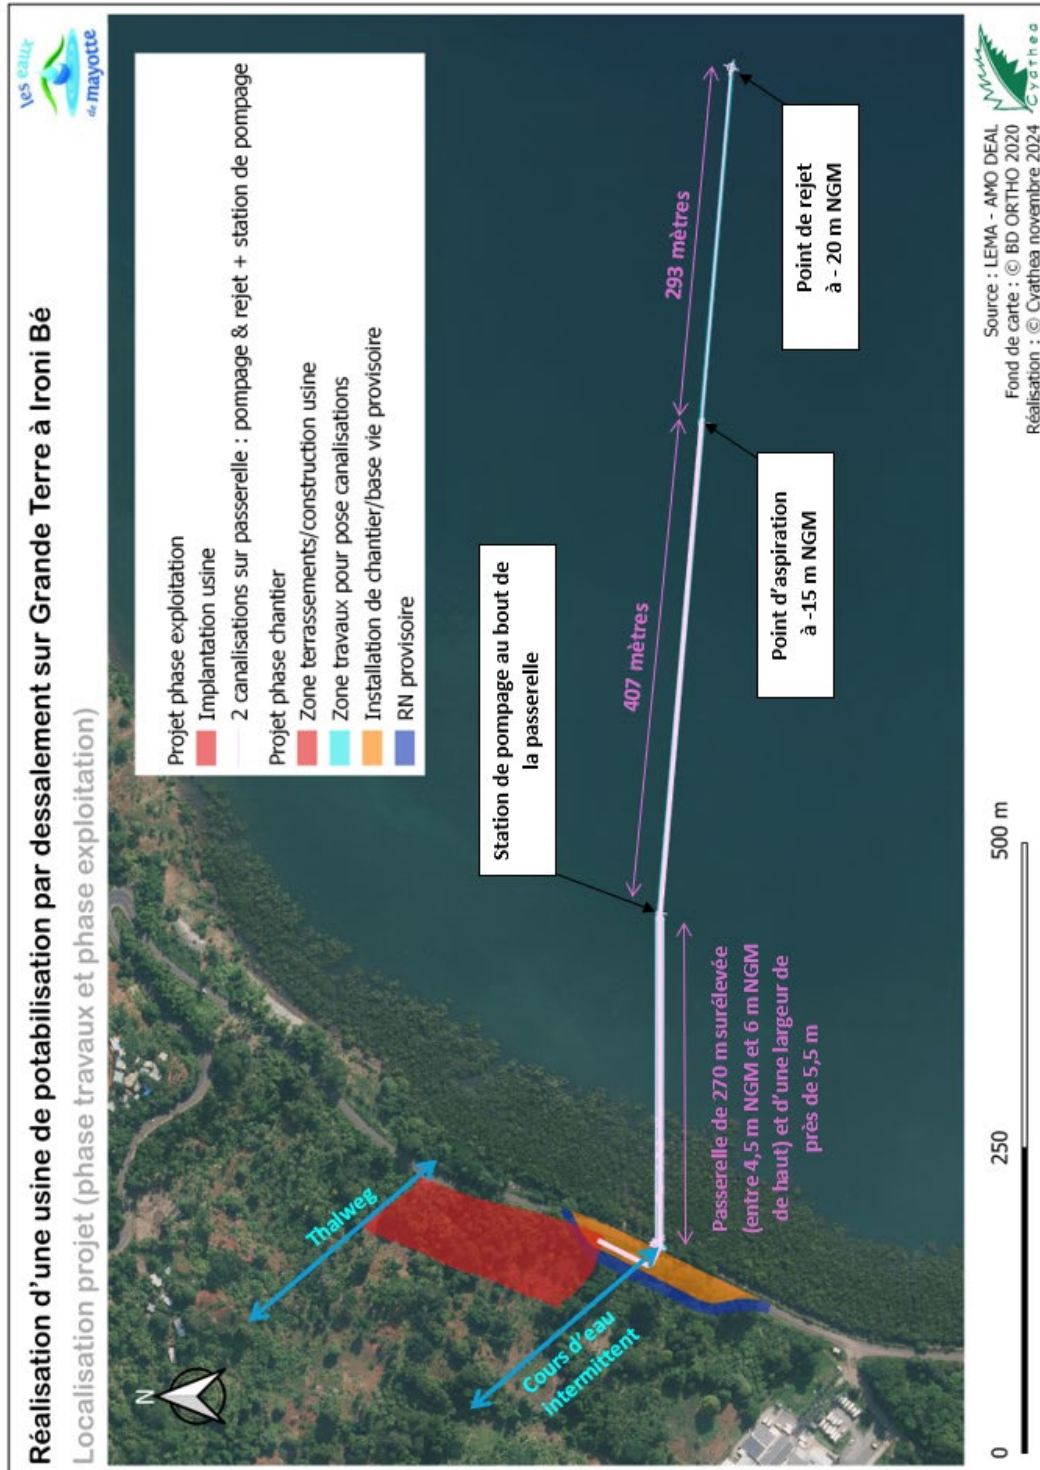 Réalisation d'une usine de potabilisation par dessalement sur Grande Terre à Ironi Bé
Localisation projet (phase travaux et phase exploitation)
les eaux
de mayotte
N
Projet phase exploitation
Implantation usine
2 canalisations sur passerelle : pompage & rejet + station de pompage
Projet phase chantier
Zone terrassements/construction usine
Zone travaux pour pose canalisations
Installation de chantier/base vie provisoire
RN provisoire
Thalweg
Cours d'eau
intermittent
Station de pompage au bout de
la passerelle
407 mètres
293 mètres
Passerelle de 270 m surélevée
(entre 4,5 m NGM et 6 m NGM
de haut) et d'une largeur de
près de 5,5 m
Point d'aspiration
à -15 m NGM
Point de rejet
à - 20 m NGM
0
250
500 m
Source : LEMA - AMO DEAL
Fond de carte : © BD ORTHO 2020
Réalisation : © Cyathea novembre 2024
Cyathea